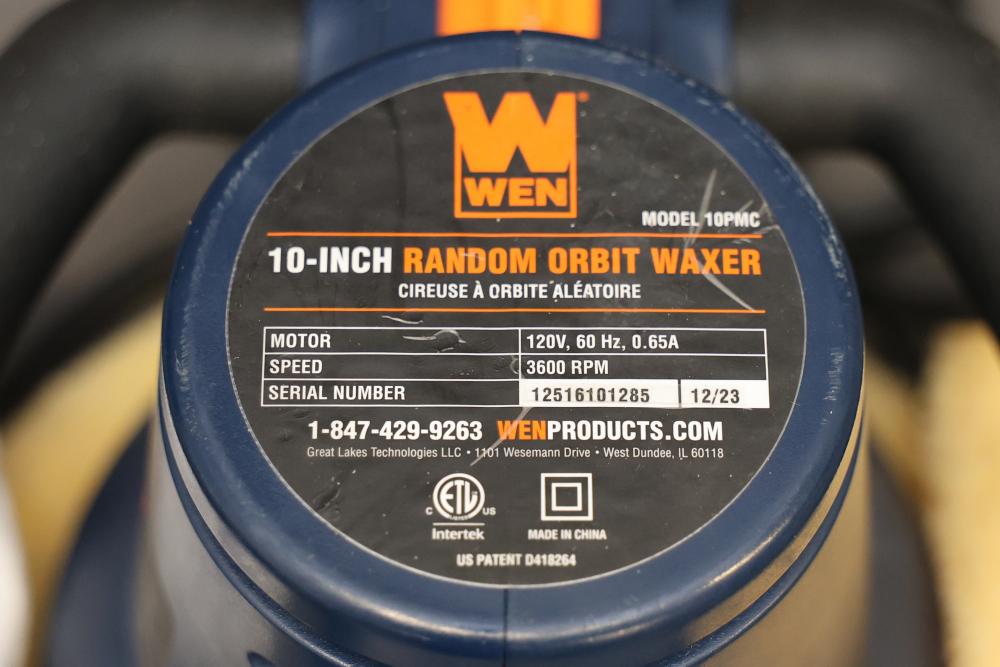 WEN
MODEL 10PMC
10-INCH RANDOM ORBIT WAXER
CIREUSE À ORBITE ALÉATOIRE
MOTOR 120V, 60 Hz, 0.65A
SPEED 3600 RPM
SERIAL NUMBER 12516101285 12/23
1-847-429-9263 WENPRODUCTS.COM
Great Lakes Technologies LLC • 1101 Wesemann Drive • West Dundee, IL 60118
ETL
C LISTED US
Intertek
MADE IN CHINA
US PATENT D418264